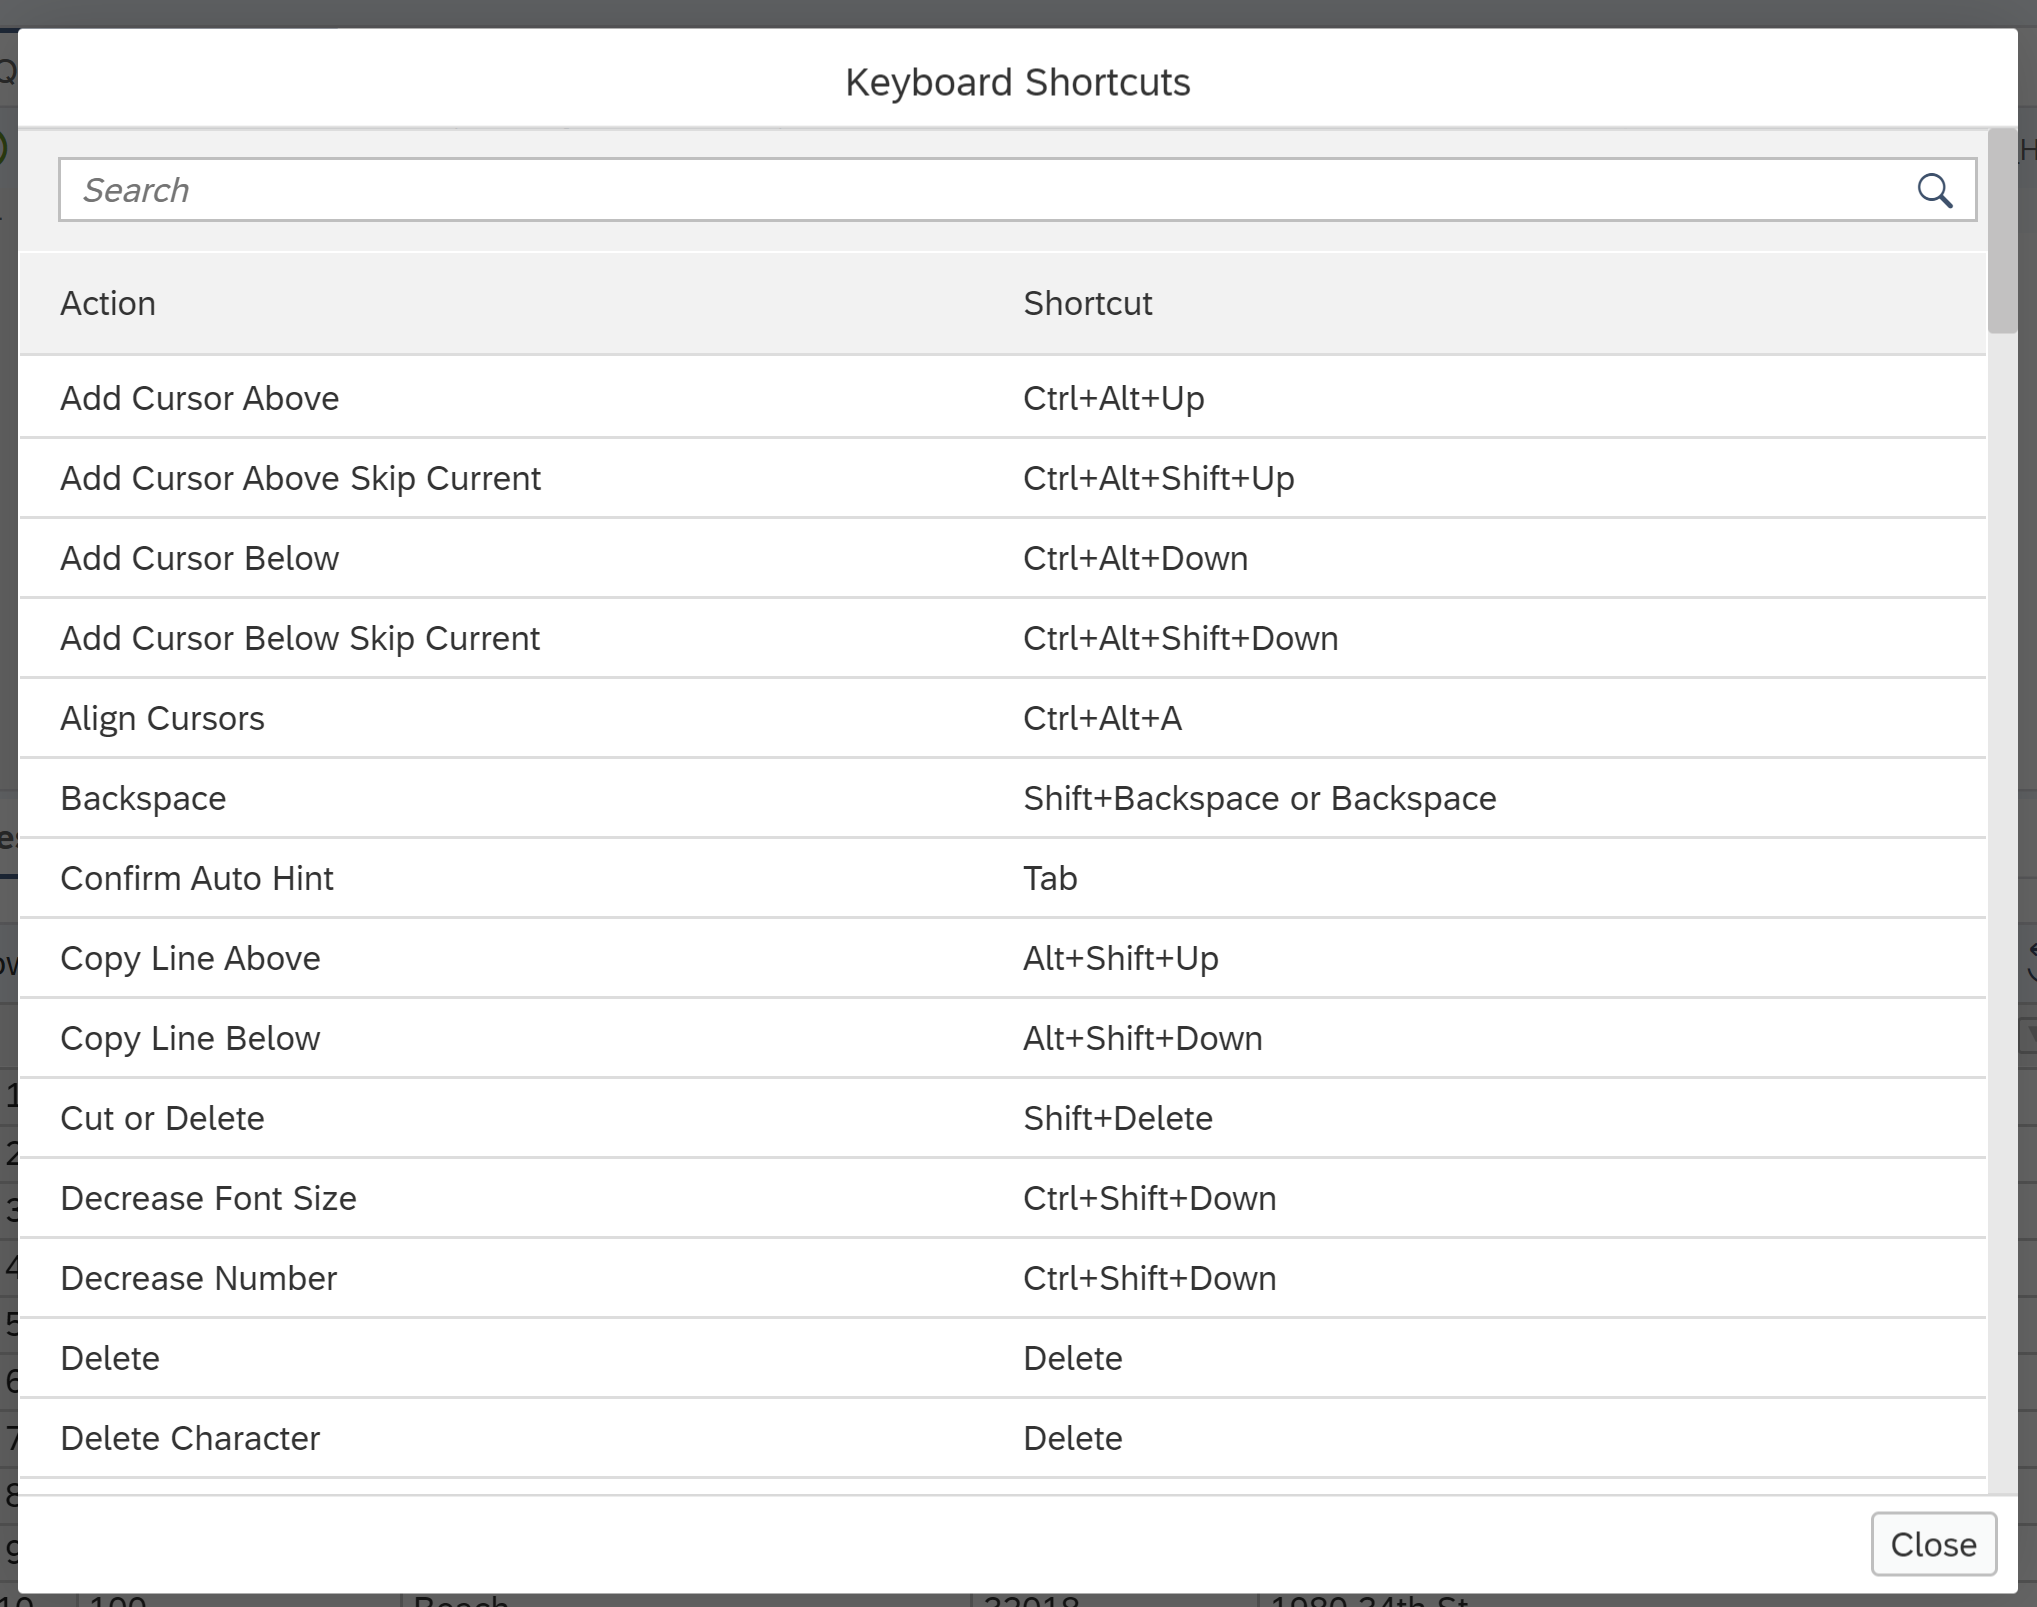 Keyboard Shortcuts
Search
Action Shortcut
Add Cursor Above Ctrl+Alt+Up
Add Cursor Above Skip Current Ctrl+Alt+Shift+Up
Add Cursor Below Ctrl+Alt+Down
Add Cursor Below Skip Current Ctrl+Alt+Shift+Down
Align Cursors Ctrl+Alt+A
Backspace Shift+Backspace or Backspace
Confirm Auto Hint Tab
Copy Line Above Alt+Shift+Up
Copy Line Below Alt+Shift+Down
Cut or Delete Shift+Delete
Decrease Font Size Ctrl+Shift+Down
Decrease Number Ctrl+Shift+Down
Delete Delete
Delete Character Delete
Close